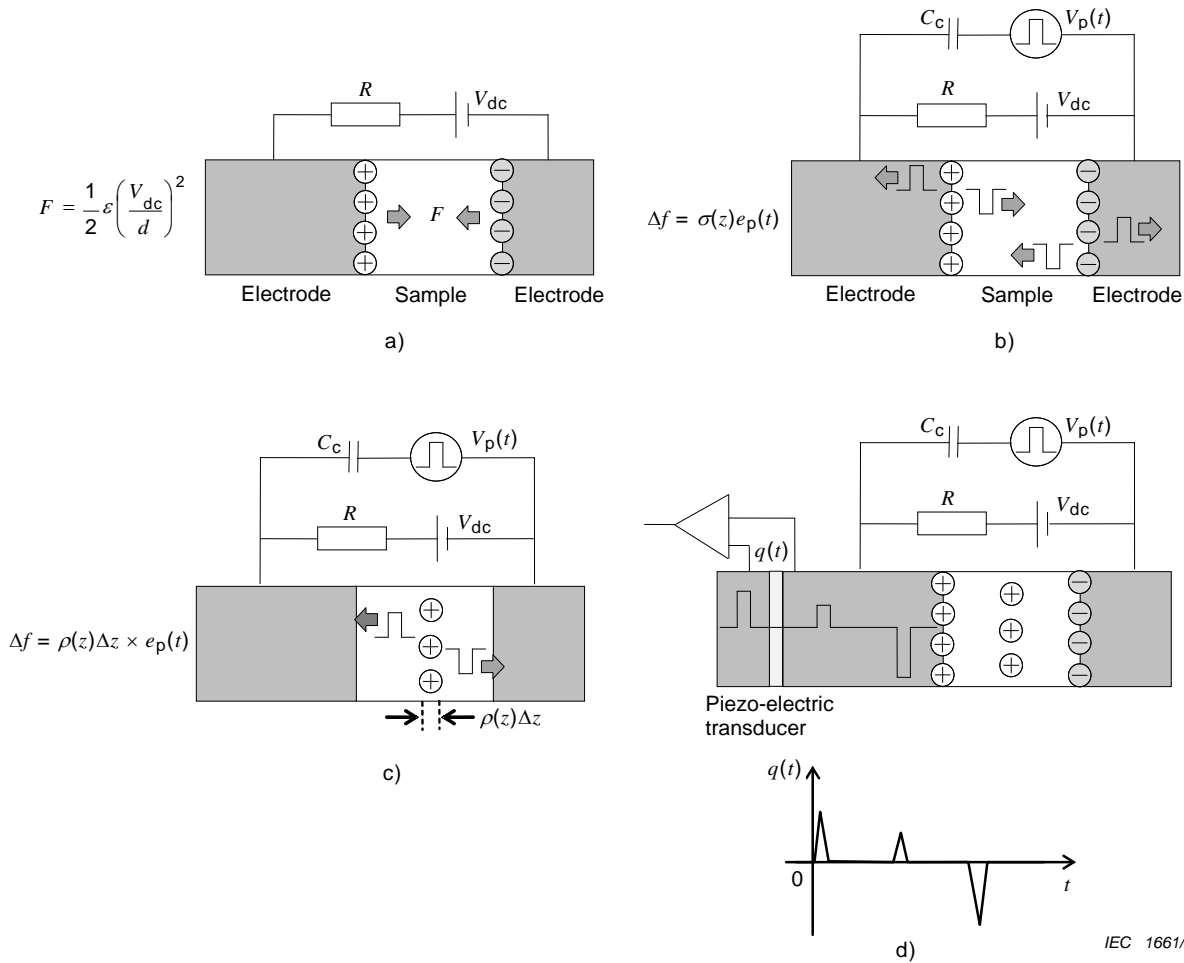 R
V_dc
F = 1/2 ε (V_dc/d)^2
+ − + − + F − + −
Electrode Sample Electrode
a)
C_c V_p(t)
R V_dc
Δf = σ(z)e_p(t)
+ − + − + − + −
Electrode Sample Electrode
b)
C_c V_p(t)
R V_dc
Δf = ρ(z)Δz × e_p(t)
+
+
+
ρ(z)Δz
c)
C_c V_p(t)
R V_dc
q(t)
+ + − + + − + + − + −
Piezo-electric
transducer
q(t)
0
t
d)
IEC 1661/